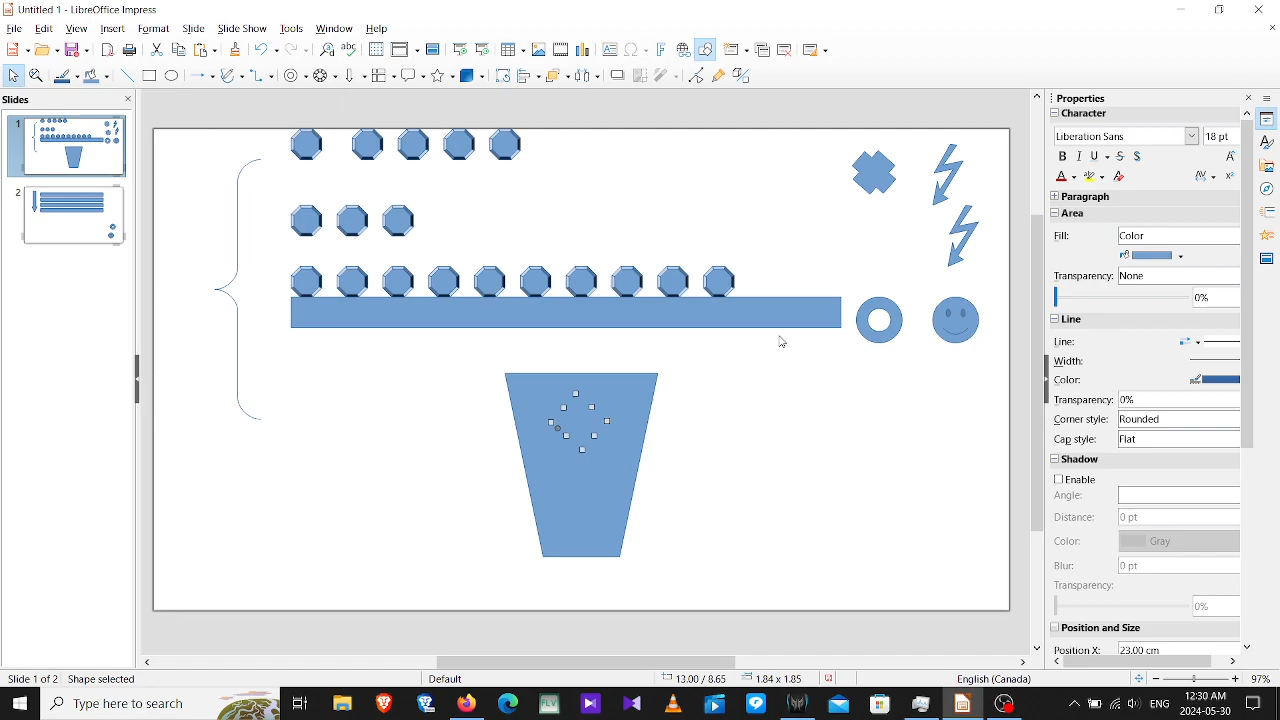 Untitled 1 - LibreOffice Impress
File Edit View Insert Format Slide Slide Show Tools Window Help
Slides
1
2
Properties
Character
Liberation Sans 18 pt
Paragraph
Area
Fill: Color
Transparency: None
0%
Line
Line:
Width:
Color:
Transparency: 0%
Corner style: Rounded
Cap style: Flat
Shadow
Enable
Angle:
Distance: 0 pt
Color: Gray
Blur: 0 pt
Transparency:
0%
Position and Size
Position X: 23.00 cm
Slide 1 of 2 Shape selected Default 13.00 / 8.65 1.84 x 1.85 English (Canada) 97%
Type here to search
12:30 AM
2024-05-30